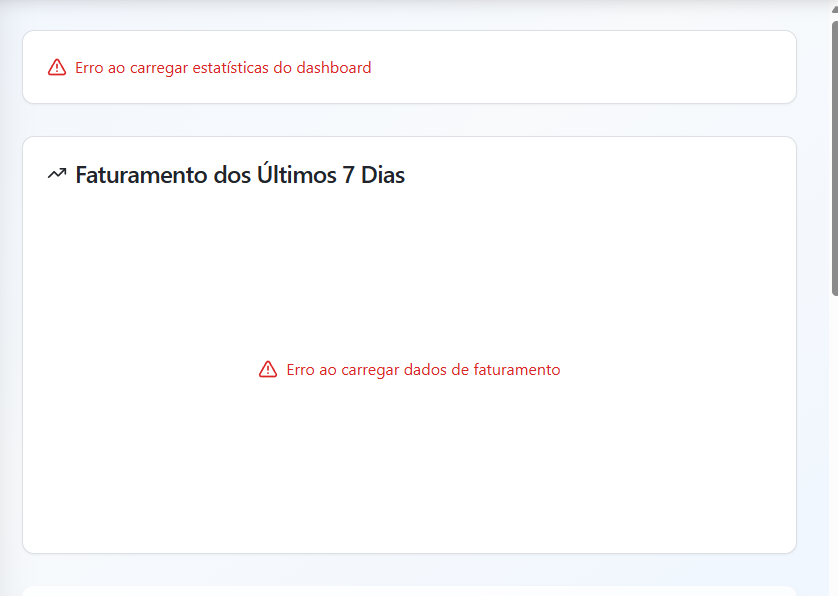 Erro ao carregar estatísticas do dashboard
Faturamento dos Últimos 7 Dias
Erro ao carregar dados de faturamento